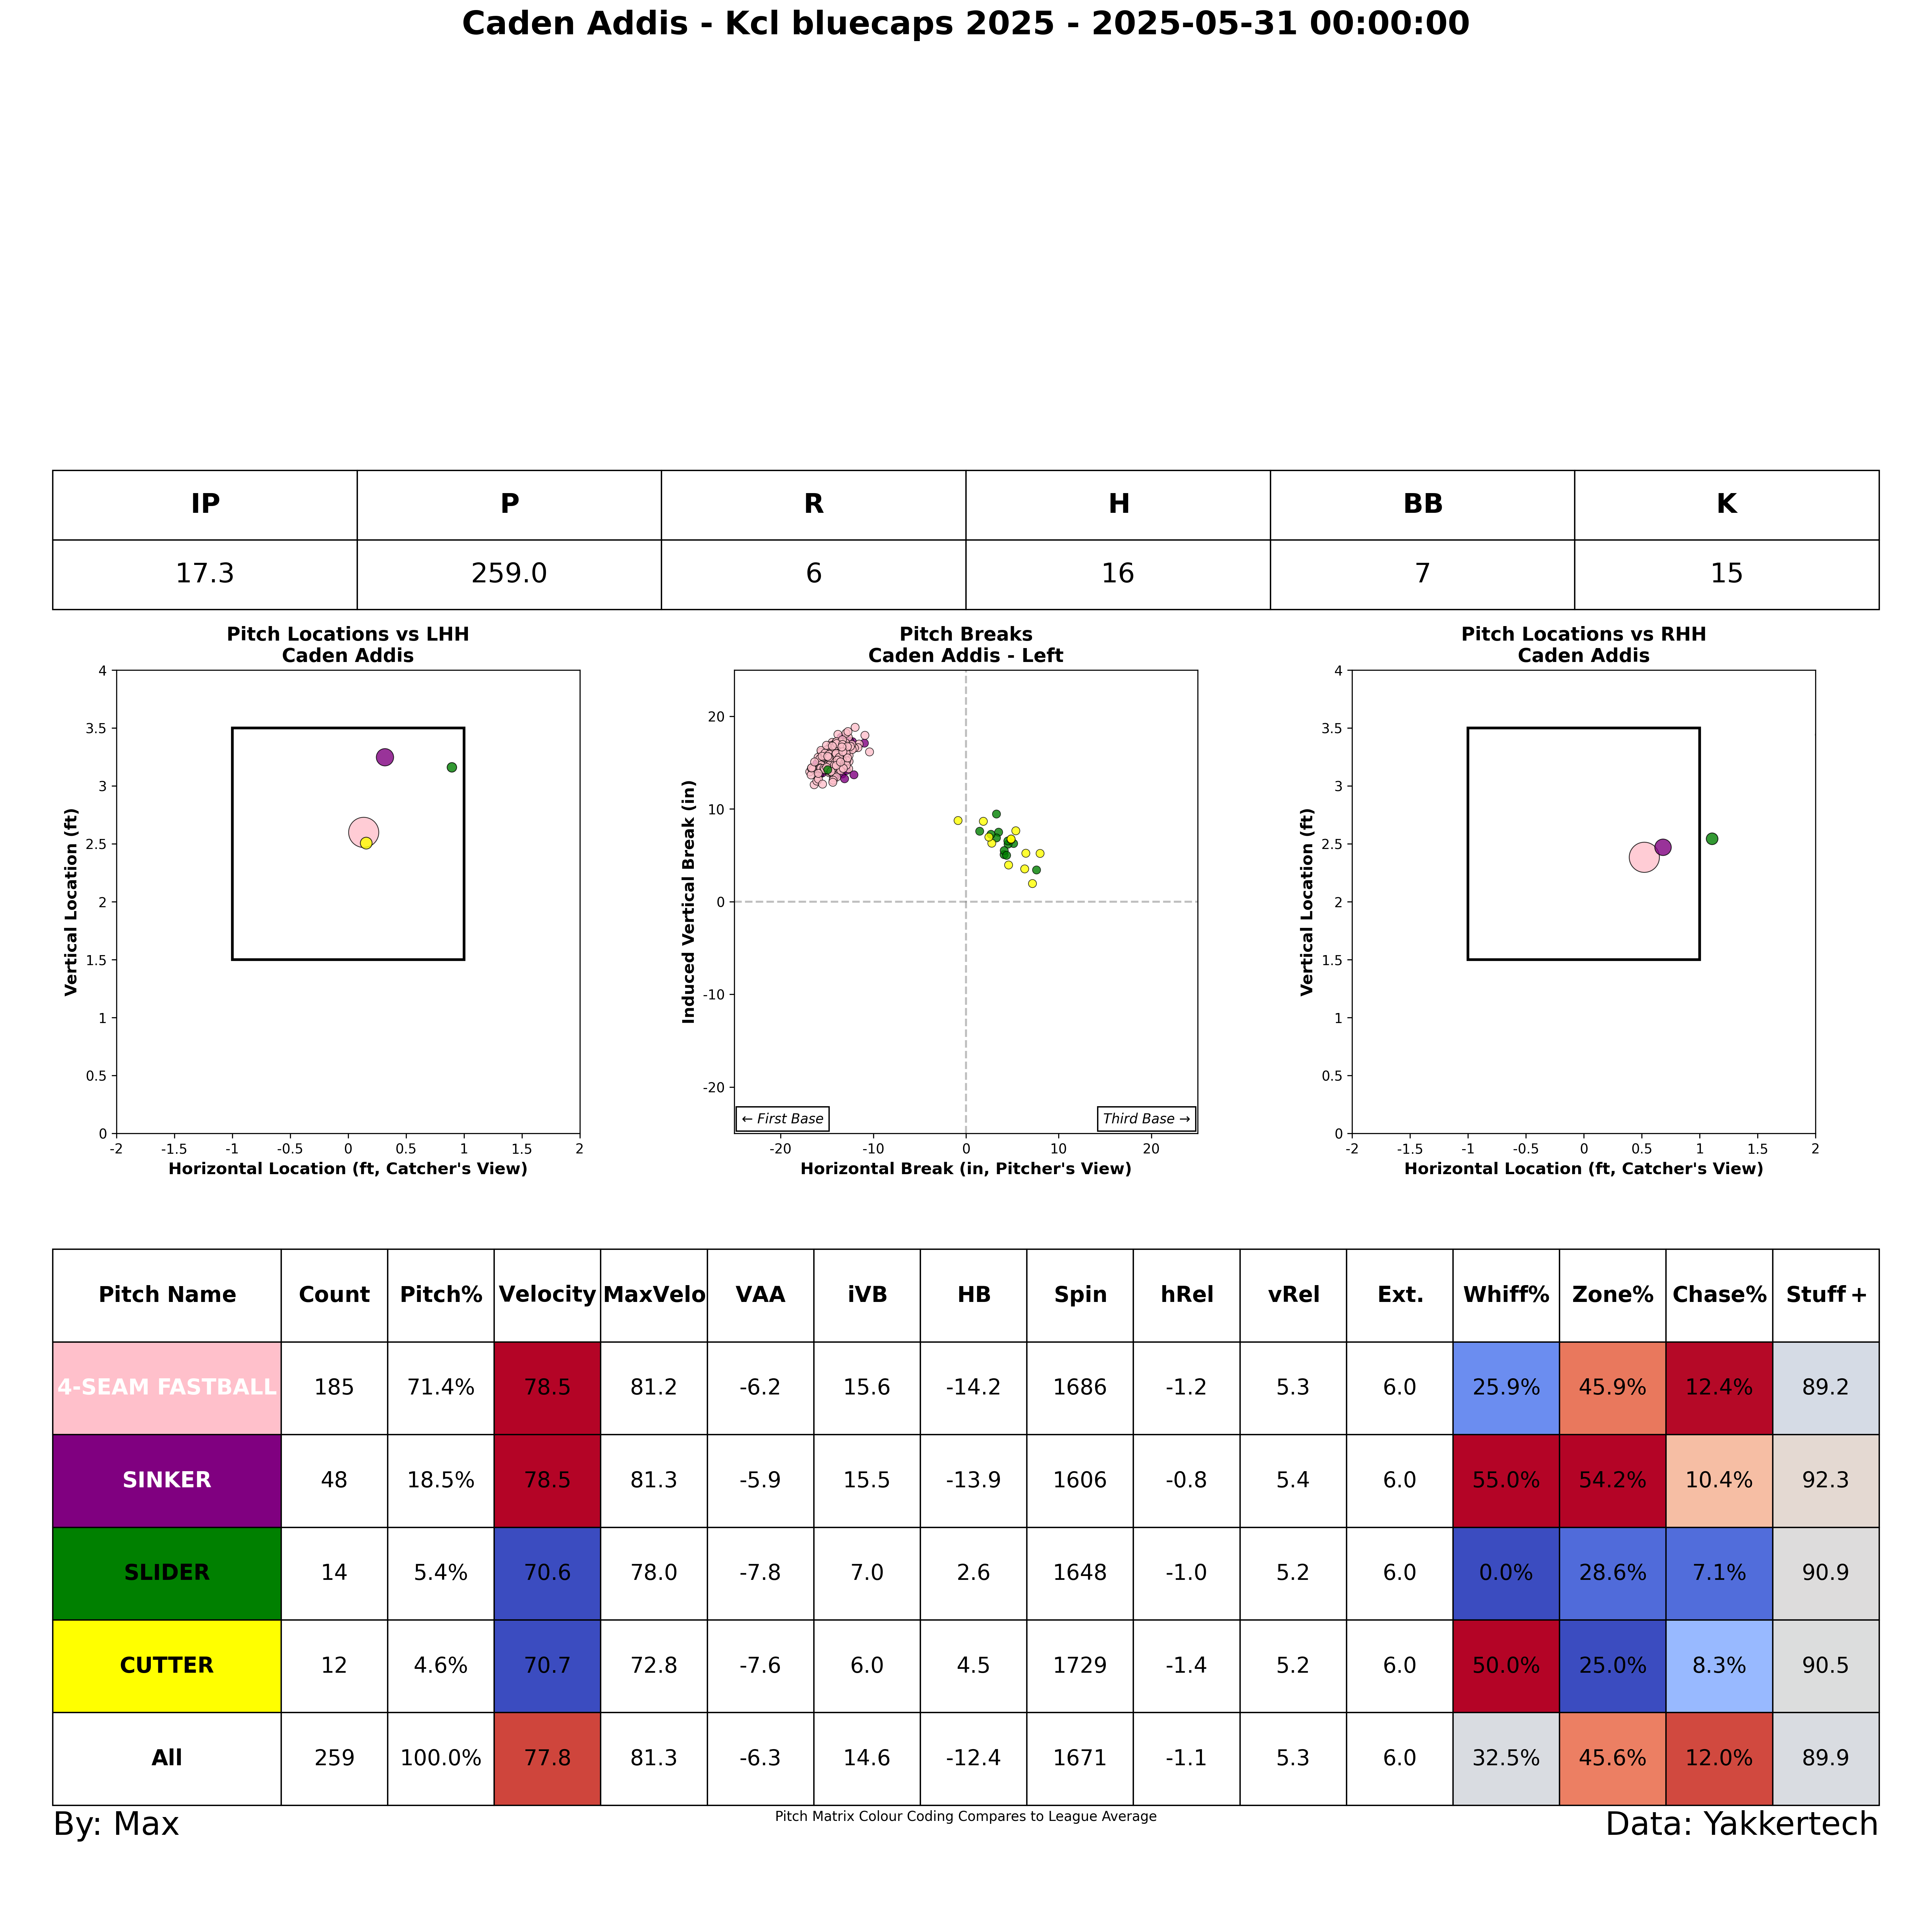 Caden Addis - Kcl bluecaps 2025 - 2025-05-31 00:00:00
IP P R H BB K
17.3 259.0 6 16 7 15
Pitch Locations vs LHH
Caden Addis
4
3.5
3
2.5
2
1.5
1
0.5
0
-2 -1.5 -1 -0.5 0 0.5 1 1.5 2
Vertical Location (ft)
Horizontal Location (ft, Catcher's View)
Pitch Breaks
Caden Addis - Left
20
10
0
-10
-20
← First Base Third Base →
-20 -10 0 10 20
Induced Vertical Break (in)
Horizontal Break (in, Pitcher's View)
Pitch Locations vs RHH
Caden Addis
4
3.5
3
2.5
2
1.5
1
0.5
0
-2 -1.5 -1 -0.5 0 0.5 1 1.5 2
Vertical Location (ft)
Horizontal Location (ft, Catcher's View)
Pitch Name Count Pitch% Velocity MaxVelo VAA iVB HB Spin hRel vRel Ext. Whiff% Zone% Chase% Stuff+
4-SEAM FASTBALL 185 71.4% 78.5 81.2 -6.2 15.6 -14.2 1686 -1.2 5.3 6.0 25.9% 45.9% 12.4% 89.2
SINKER 48 18.5% 78.5 81.3 -5.9 15.5 -13.9 1606 -0.8 5.4 6.0 55.0% 54.2% 10.4% 92.3
SLIDER 14 5.4% 70.6 78.0 -7.8 7.0 2.6 1648 -1.0 5.2 6.0 0.0% 28.6% 7.1% 90.9
CUTTER 12 4.6% 70.7 72.8 -7.6 6.0 4.5 1729 -1.4 5.2 6.0 50.0% 25.0% 8.3% 90.5
All 259 100.0% 77.8 81.3 -6.3 14.6 -12.4 1671 -1.1 5.3 6.0 32.5% 45.6% 12.0% 89.9
By: Max
Pitch Matrix Colour Coding Compares to League Average
Data: Yakkertech